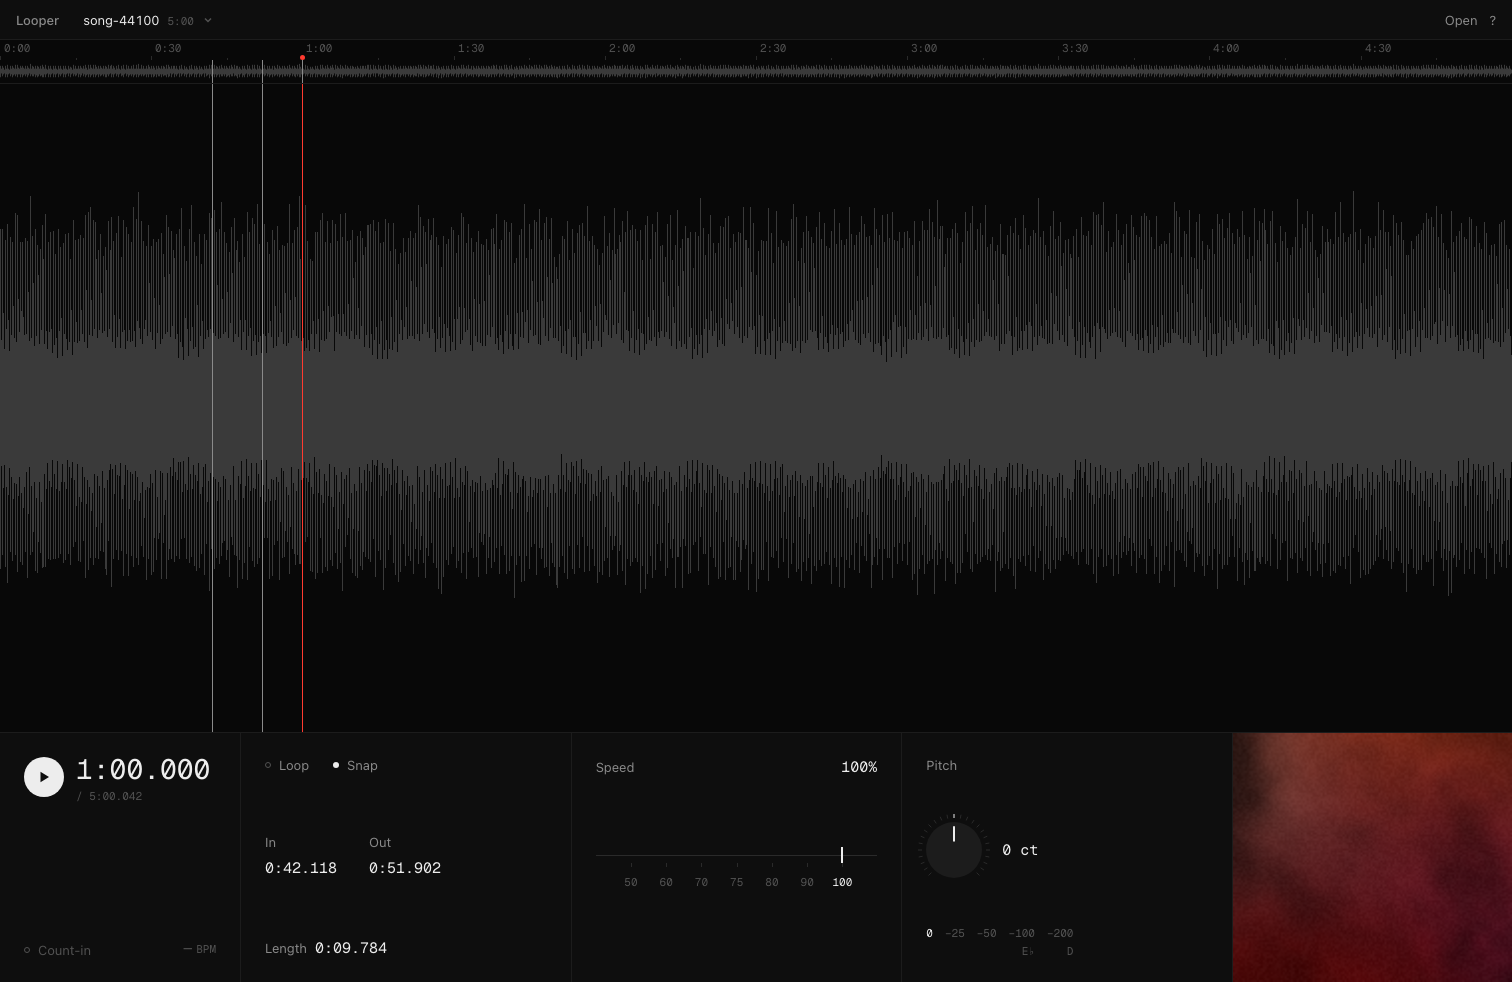 Looper song-44100 5:00 Open ?
0:00 0:30 1:00 1:30 2:00 2:30 3:00 3:30 4:00 4:30
1:00.000
/ 5:00.042
Count-in — BPM
Loop Snap
In Out
0:42.118 0:51.902
Length 0:09.784
Speed 100%
50 60 70 75 80 90 100
Pitch
0 ct
0 −25 −50 −100 −200
E♭ D